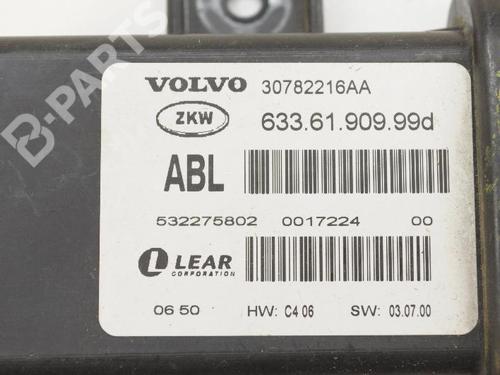 B-PARTS
VOLVO 30782216AA
ZKW 633.61.909.99d
ABL
532275802 0017224 00
L LEAR
CORPORATION
06 50 HW: C4 06 SW: 03.07.00